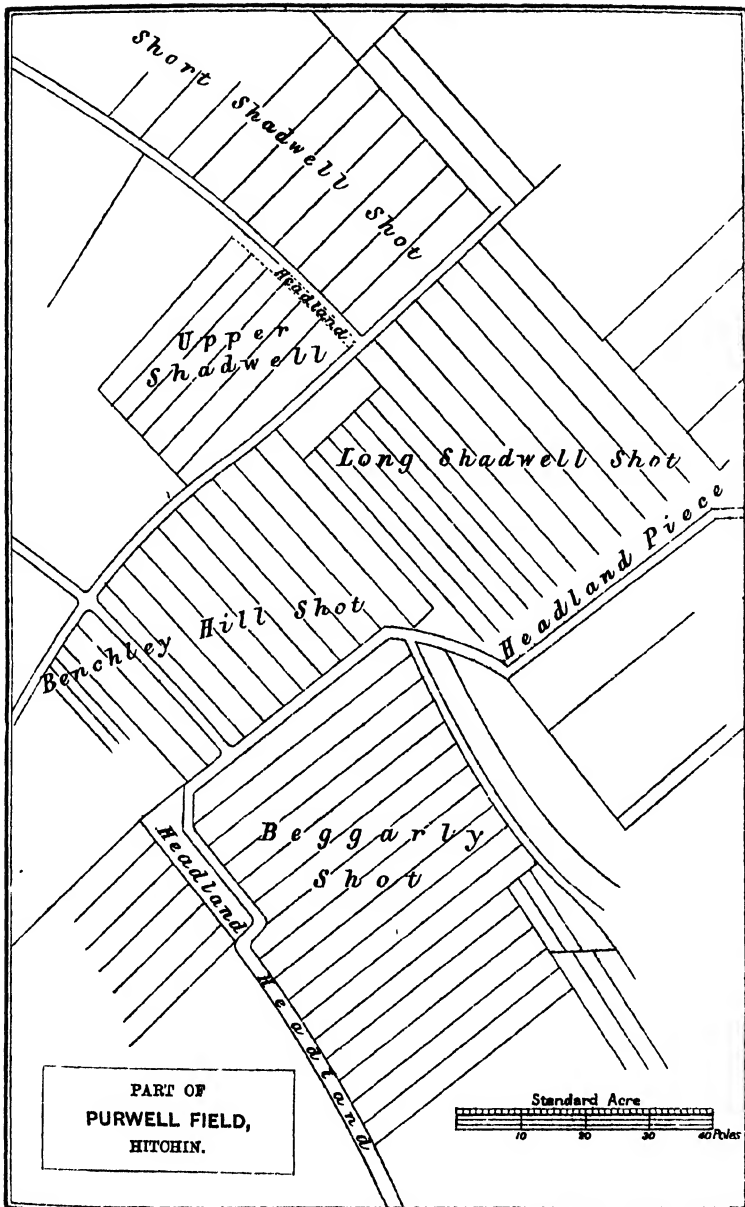 Short Shadwell Shot
Headland
Upper
Shadwell
Long Shadwell Shot
Headland Piece
Benchley Hill Shot
Beggarly
Shot
Headland
Headland
PART OF
PURWELL FIELD,
HITCHIN.
Standard Acre
10 20 30 40 Poles